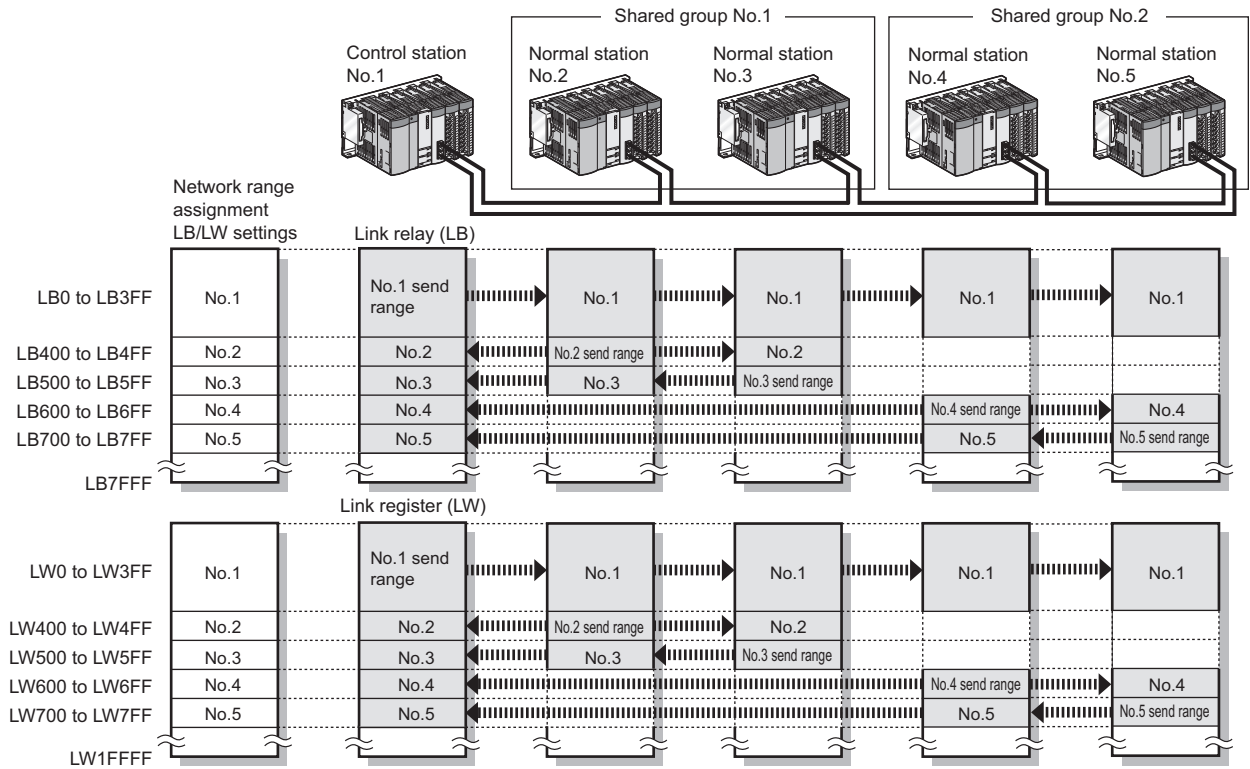 Shared group No.1
Shared group No.2
Control station
No.1
Normal station
No.2
Normal station
No.3
Normal station
No.4
Normal station
No.5
Network range
assignment
LB/LW settings
Link relay (LB)
LB0 to LB3FF
No.1
No.1 send
range
No.1
No.1
No.1
No.1
LB400 to LB4FF
No.2
No.2
No.2 send range
No.2
LB500 to LB5FF
No.3
No.3
No.3
No.3 send range
LB600 to LB6FF
No.4
No.4
No.4 send range
No.4
LB700 to LB7FF
No.5
No.5
No.5
No.5 send range
LB7FFF
Link register (LW)
LW0 to LW3FF
No.1
No.1 send
range
No.1
No.1
No.1
No.1
LW400 to LW4FF
No.2
No.2
No.2 send range
No.2
LW500 to LW5FF
No.3
No.3
No.3
No.3 send range
LW600 to LW6FF
No.4
No.4
No.4 send range
No.4
LW700 to LW7FF
No.5
No.5
No.5
No.5 send range
LW1FFFF